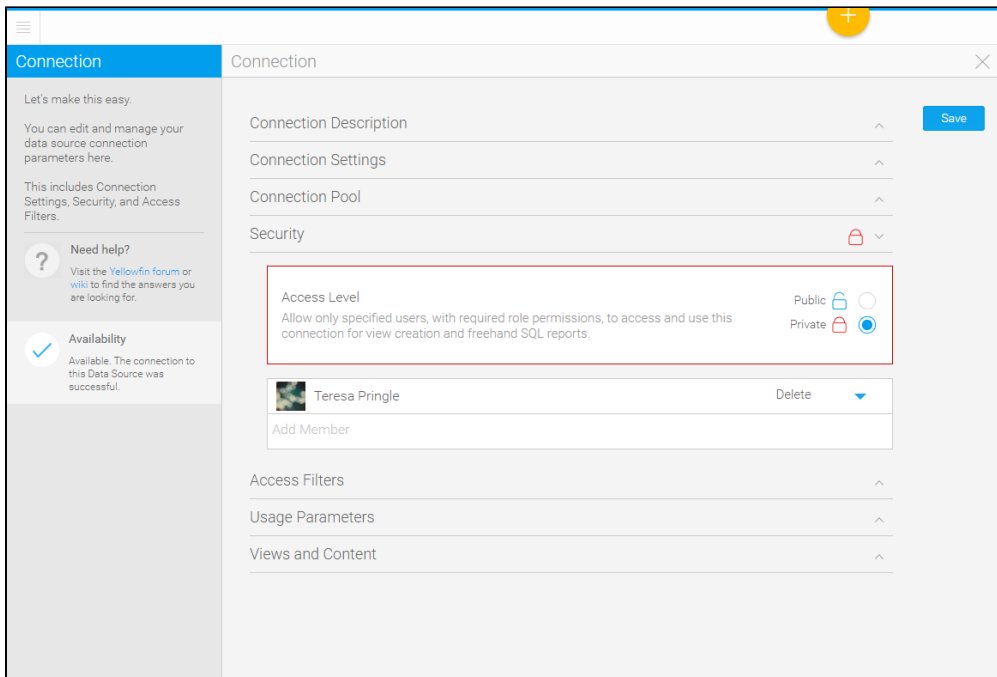 +
Connection
Connection
Let's make this easy.
You can edit and manage your
data source connection
parameters here.
This includes Connection
Settings, Security, and Access
Filters.
?
Need help?
Visit the Yellowfin forum or
wiki to find the answers you
are looking for.
Availability
Available. The connection to
this Data Source was
successful.
Save
Connection Description
Connection Settings
Connection Pool
Security
Access Level
Allow only specified users, with required role permissions, to access and use this
connection for view creation and freehand SQL reports.
Public
Private
Teresa Pringle
Delete
Add Member
Access Filters
Usage Parameters
Views and Content